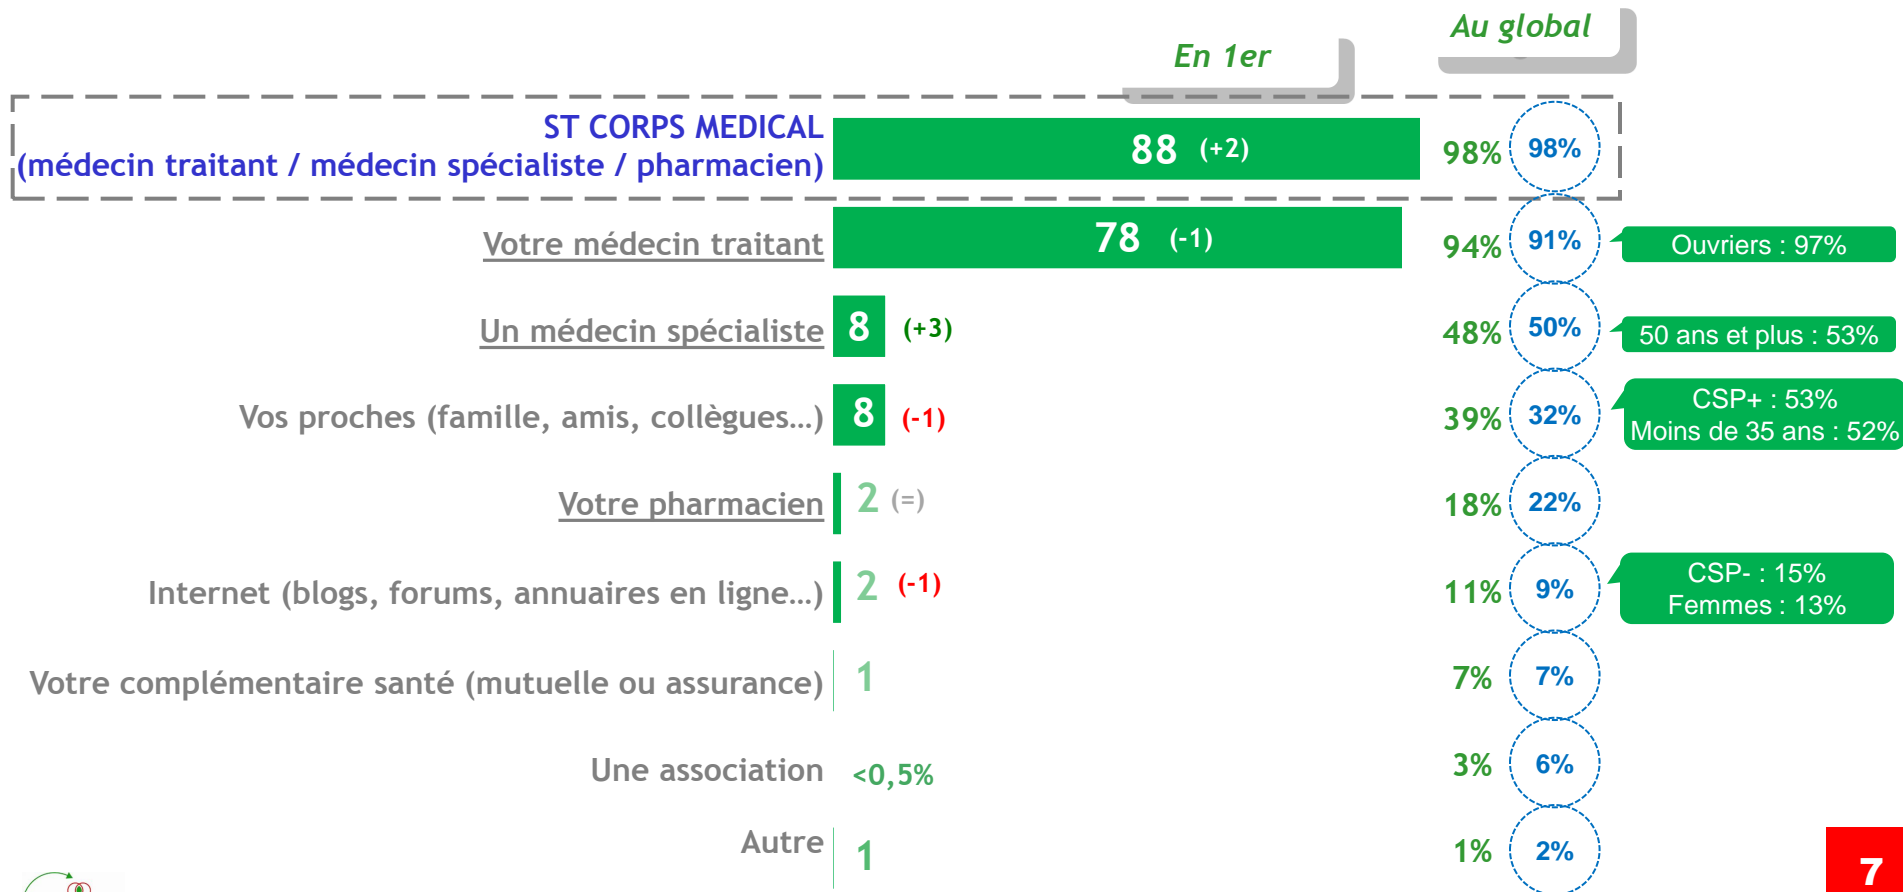 Au global
En 1er
ST CORPS MEDICAL
(médecin traitant / médecin spécialiste / pharmacien)
88 (+2)
98%
98%
Votre médecin traitant
78 (-1)
94%
91%
Ouvriers : 97%
Un médecin spécialiste
8 (+3)
48%
50%
50 ans et plus : 53%
Vos proches (famille, amis, collègues…)
8 (-1)
39%
32%
CSP+ : 53%
Moins de 35 ans : 52%
Votre pharmacien
2 (=)
18%
22%
Internet (blogs, forums, annuaires en ligne…)
2 (-1)
11%
9%
CSP- : 15%
Femmes : 13%
Votre complémentaire santé (mutuelle ou assurance)
1
7%
7%
Une association
<0,5%
3%
6%
Autre
1
1%
2%
7